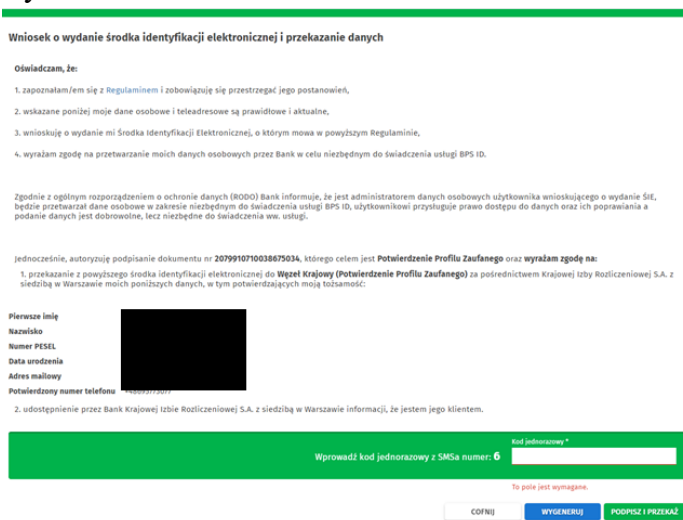 Wniosek o wydanie środka identyfikacji elektronicznej i przekazanie danych
Oświadczam, że:
1. zapoznałam/em się z Regulaminem i zobowiązuję się przestrzegać jego postanowień,
2. wskazane poniżej moje dane osobowe i teleadresowe są prawidłowe i aktualne,
3. wnioskuję o wydanie mi Środka Identyfikacji Elektronicznej, o którym mowa w powyższym Regulaminie,
4. wyrażam zgodę na przetwarzanie moich danych osobowych przez Bank w celu niezbędnym do świadczenia usługi BPS ID.
Zgodnie z ogólnym rozporządzeniem o ochronie danych (RODO) Bank informuje, że jest administratorem danych osobowych użytkownika wnioskującego o wydanie ŚIE,
będzie przetwarzał dane osobowe w zakresie niezbędnym do świadczenia usługi BPS ID, użytkownikowi przysługuje prawo dostępu do danych oraz ich poprawiania a
podanie danych jest dobrowolne, lecz niezbędne do świadczenia ww. usługi.
Jednocześnie, autoryzuję podpisanie dokumentu nr 2079910710038675034, którego celem jest Potwierdzenie Profilu Zaufanego oraz wyrażam zgodę na:
1. przekazanie z powyższego środka identyfikacji elektronicznej do Węzeł Krajowy (Potwierdzenie Profilu Zaufanego) za pośrednictwem Krajowej Izby Rozliczeniowej S.A. z
siedzibą w Warszawie moich poniższych danych, w tym potwierdzających moją tożsamość:
Pierwsze imię
Nazwisko
Numer PESEL
Data urodzenia
Adres mailowy
Potwierdzony numer telefonu
2. udostępnienie przez Bank Krajowej Izbie Rozliczeniowej S.A. z siedzibą w Warszawie informacji, że jestem jego klientem.
Kod jednorazowy *
Wprowadź kod jednorazowy z SMSa numer: 6
To pole jest wymagane.
COFNIJ WYGENERUJ PODPISZ I PRZEKAŻ